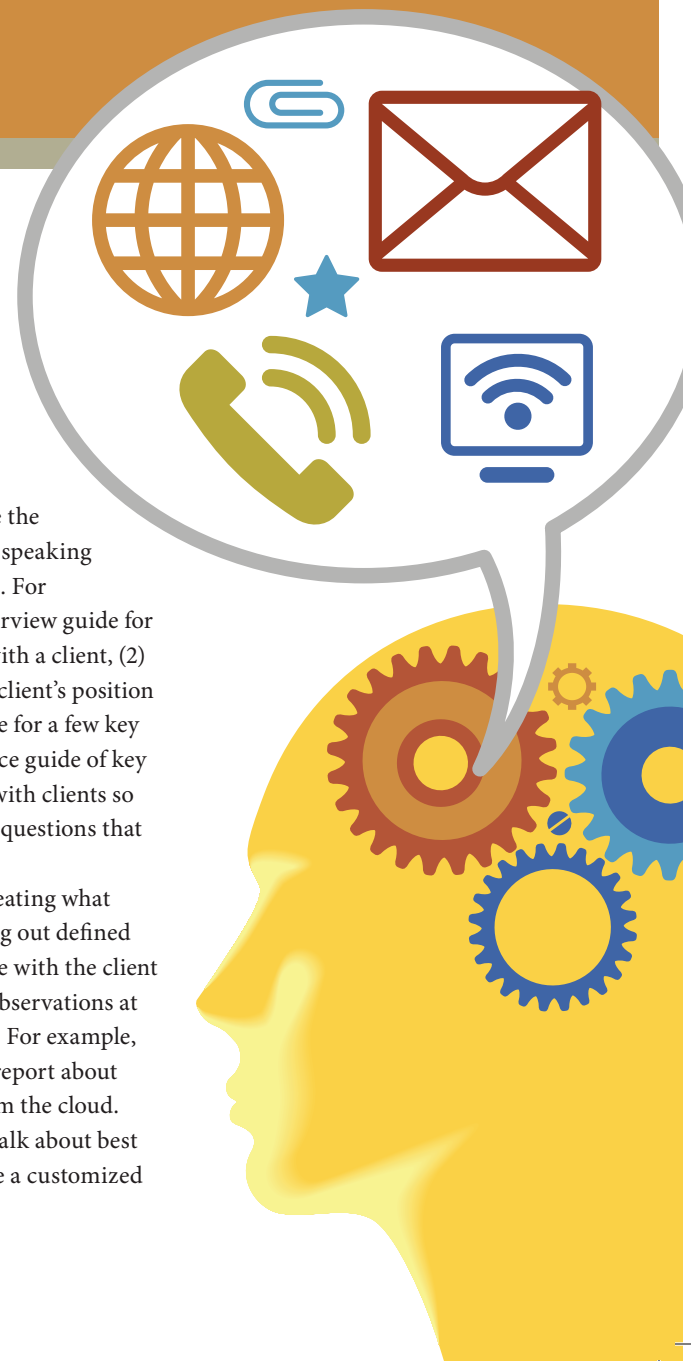 e the
speaking
. For
rview guide for
ith a client, (2)
client’s position
e for a few key
ce guide of key
with clients so
questions that
eating what
g out defined
e with the client
bservations at
For example,
report about
m the cloud.
alk about best
e a customized